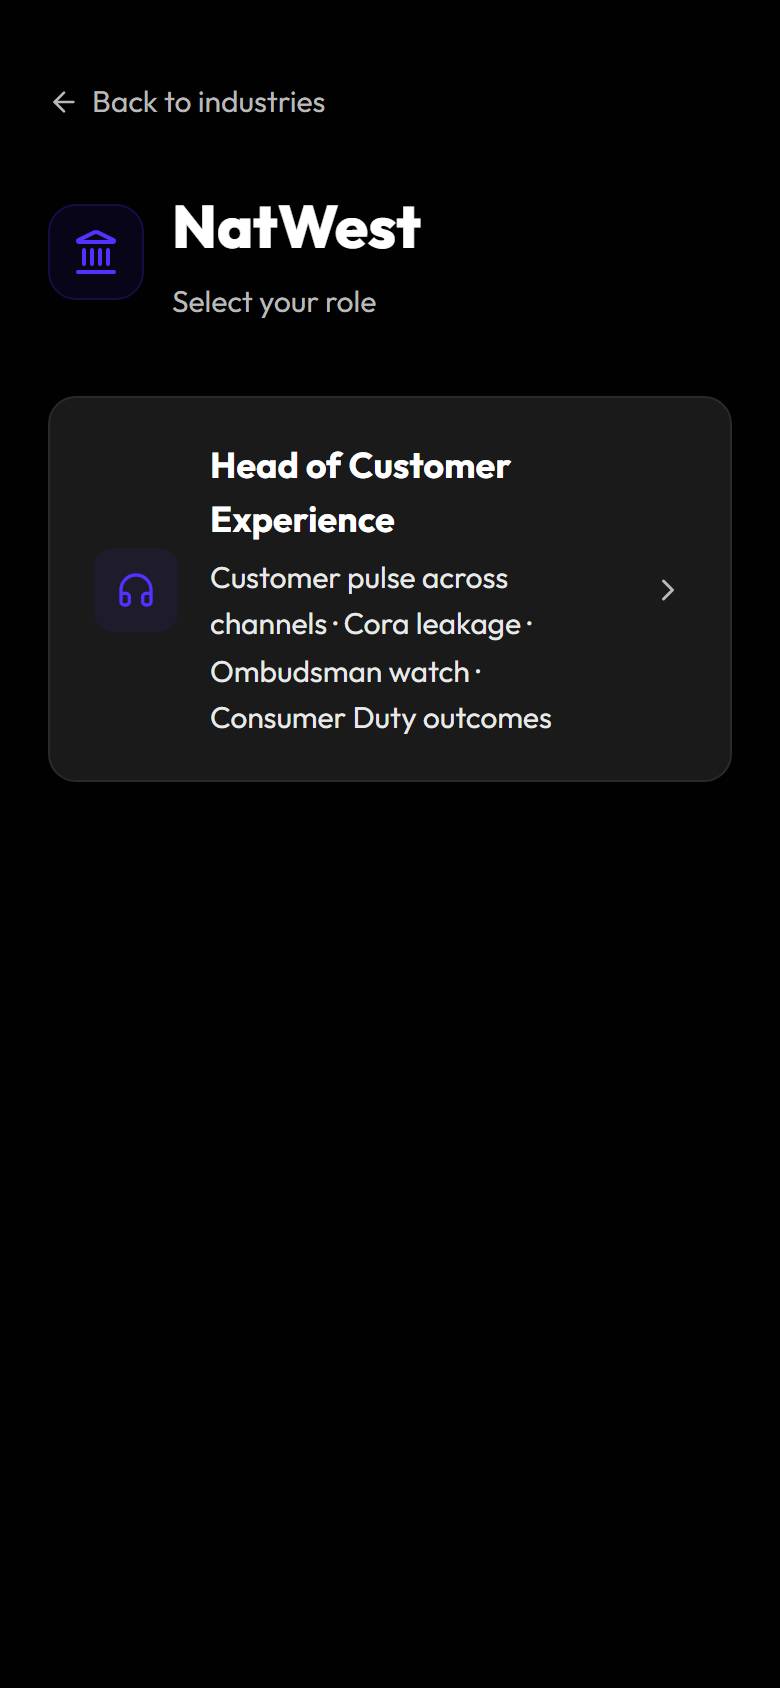 Back to industries
NatWest
Select your role
Head of Customer
Experience
Customer pulse across
channels · Cora leakage ·
Ombudsman watch ·
Consumer Duty outcomes